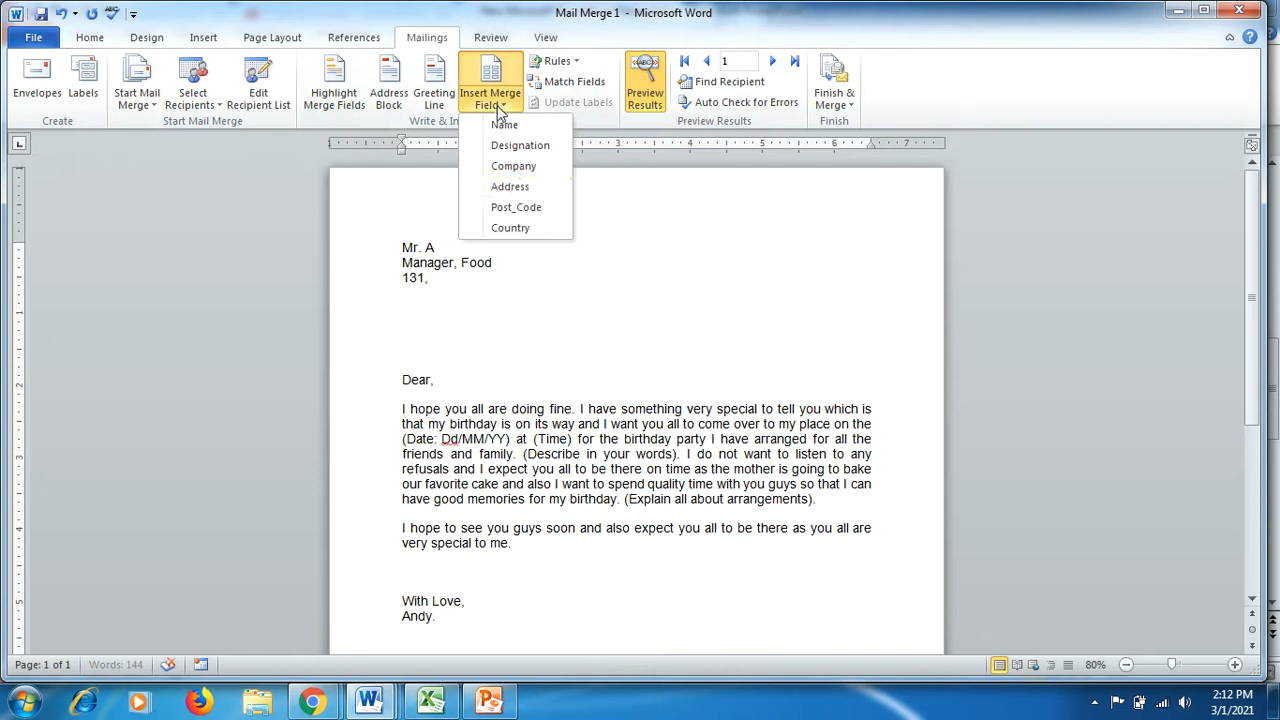 Mail Merge1 - Microsoft Word
File Home Design Insert Page Layout References Mailings Review View
Envelopes Labels Start Mail Merge Select Recipients Edit Recipient List Highlight Merge Fields Address Block Greeting Line Insert Merge Field Rules Match Fields Update Labels Preview Results 1 Find Recipient Auto Check for Errors Finish & Merge
Create Start Mail Merge Write & In Preview Results Finish
Name
Designation
Company
Address
Post_Code
Country
1 2 3 4 5 6 7
Mr. A
Manager, Food
131,
Dear,
I hope you all are doing fine. I have something very special to tell you which is
that my birthday is on its way and I want you all to come over to my place on the
(Date: Dd/MM/YY) at (Time) for the birthday party I have arranged for all the
friends and family. (Describe in your words). I do not want to listen to any
refusals and I expect you all to be there on time as the mother is going to bake
our favorite cake and also I want to spend quality time with you guys so that I can
have good memories for my birthday. (Explain all about arrangements).
I hope to see you guys soon and also expect you all to be there as you all are
very special to me.
With Love,
Andy.
Page: 1 of 1 Words: 144 80%
2:12 PM
3/1/2021